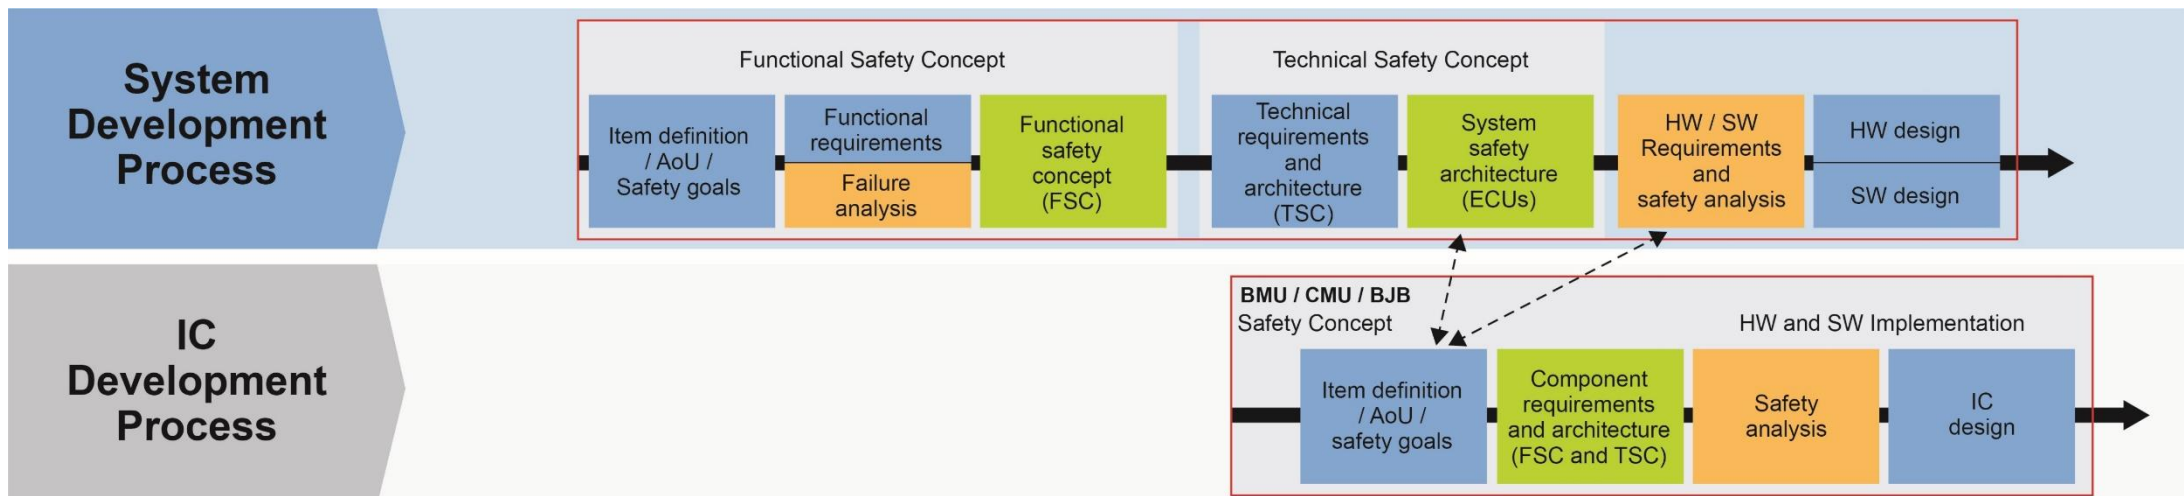 System
Development
Process
Functional Safety Concept
Item definition
/ AoU /
Safety goals
Functional
requirements
Failure
analysis
Functional
safety
concept
(FSC)
Technical Safety Concept
Technical
requirements
and
architecture
(TSC)
System
safety
architecture
(ECUs)
HW / SW
Requirements
and
safety analysis
HW design
SW design
IC
Development
Process
BMU / CMU / BJB
Safety Concept
HW and SW Implementation
Item definition
/ AoU /
safety goals
Component
requirements
and architecture
(FSC and TSC)
Safety
analysis
IC
design